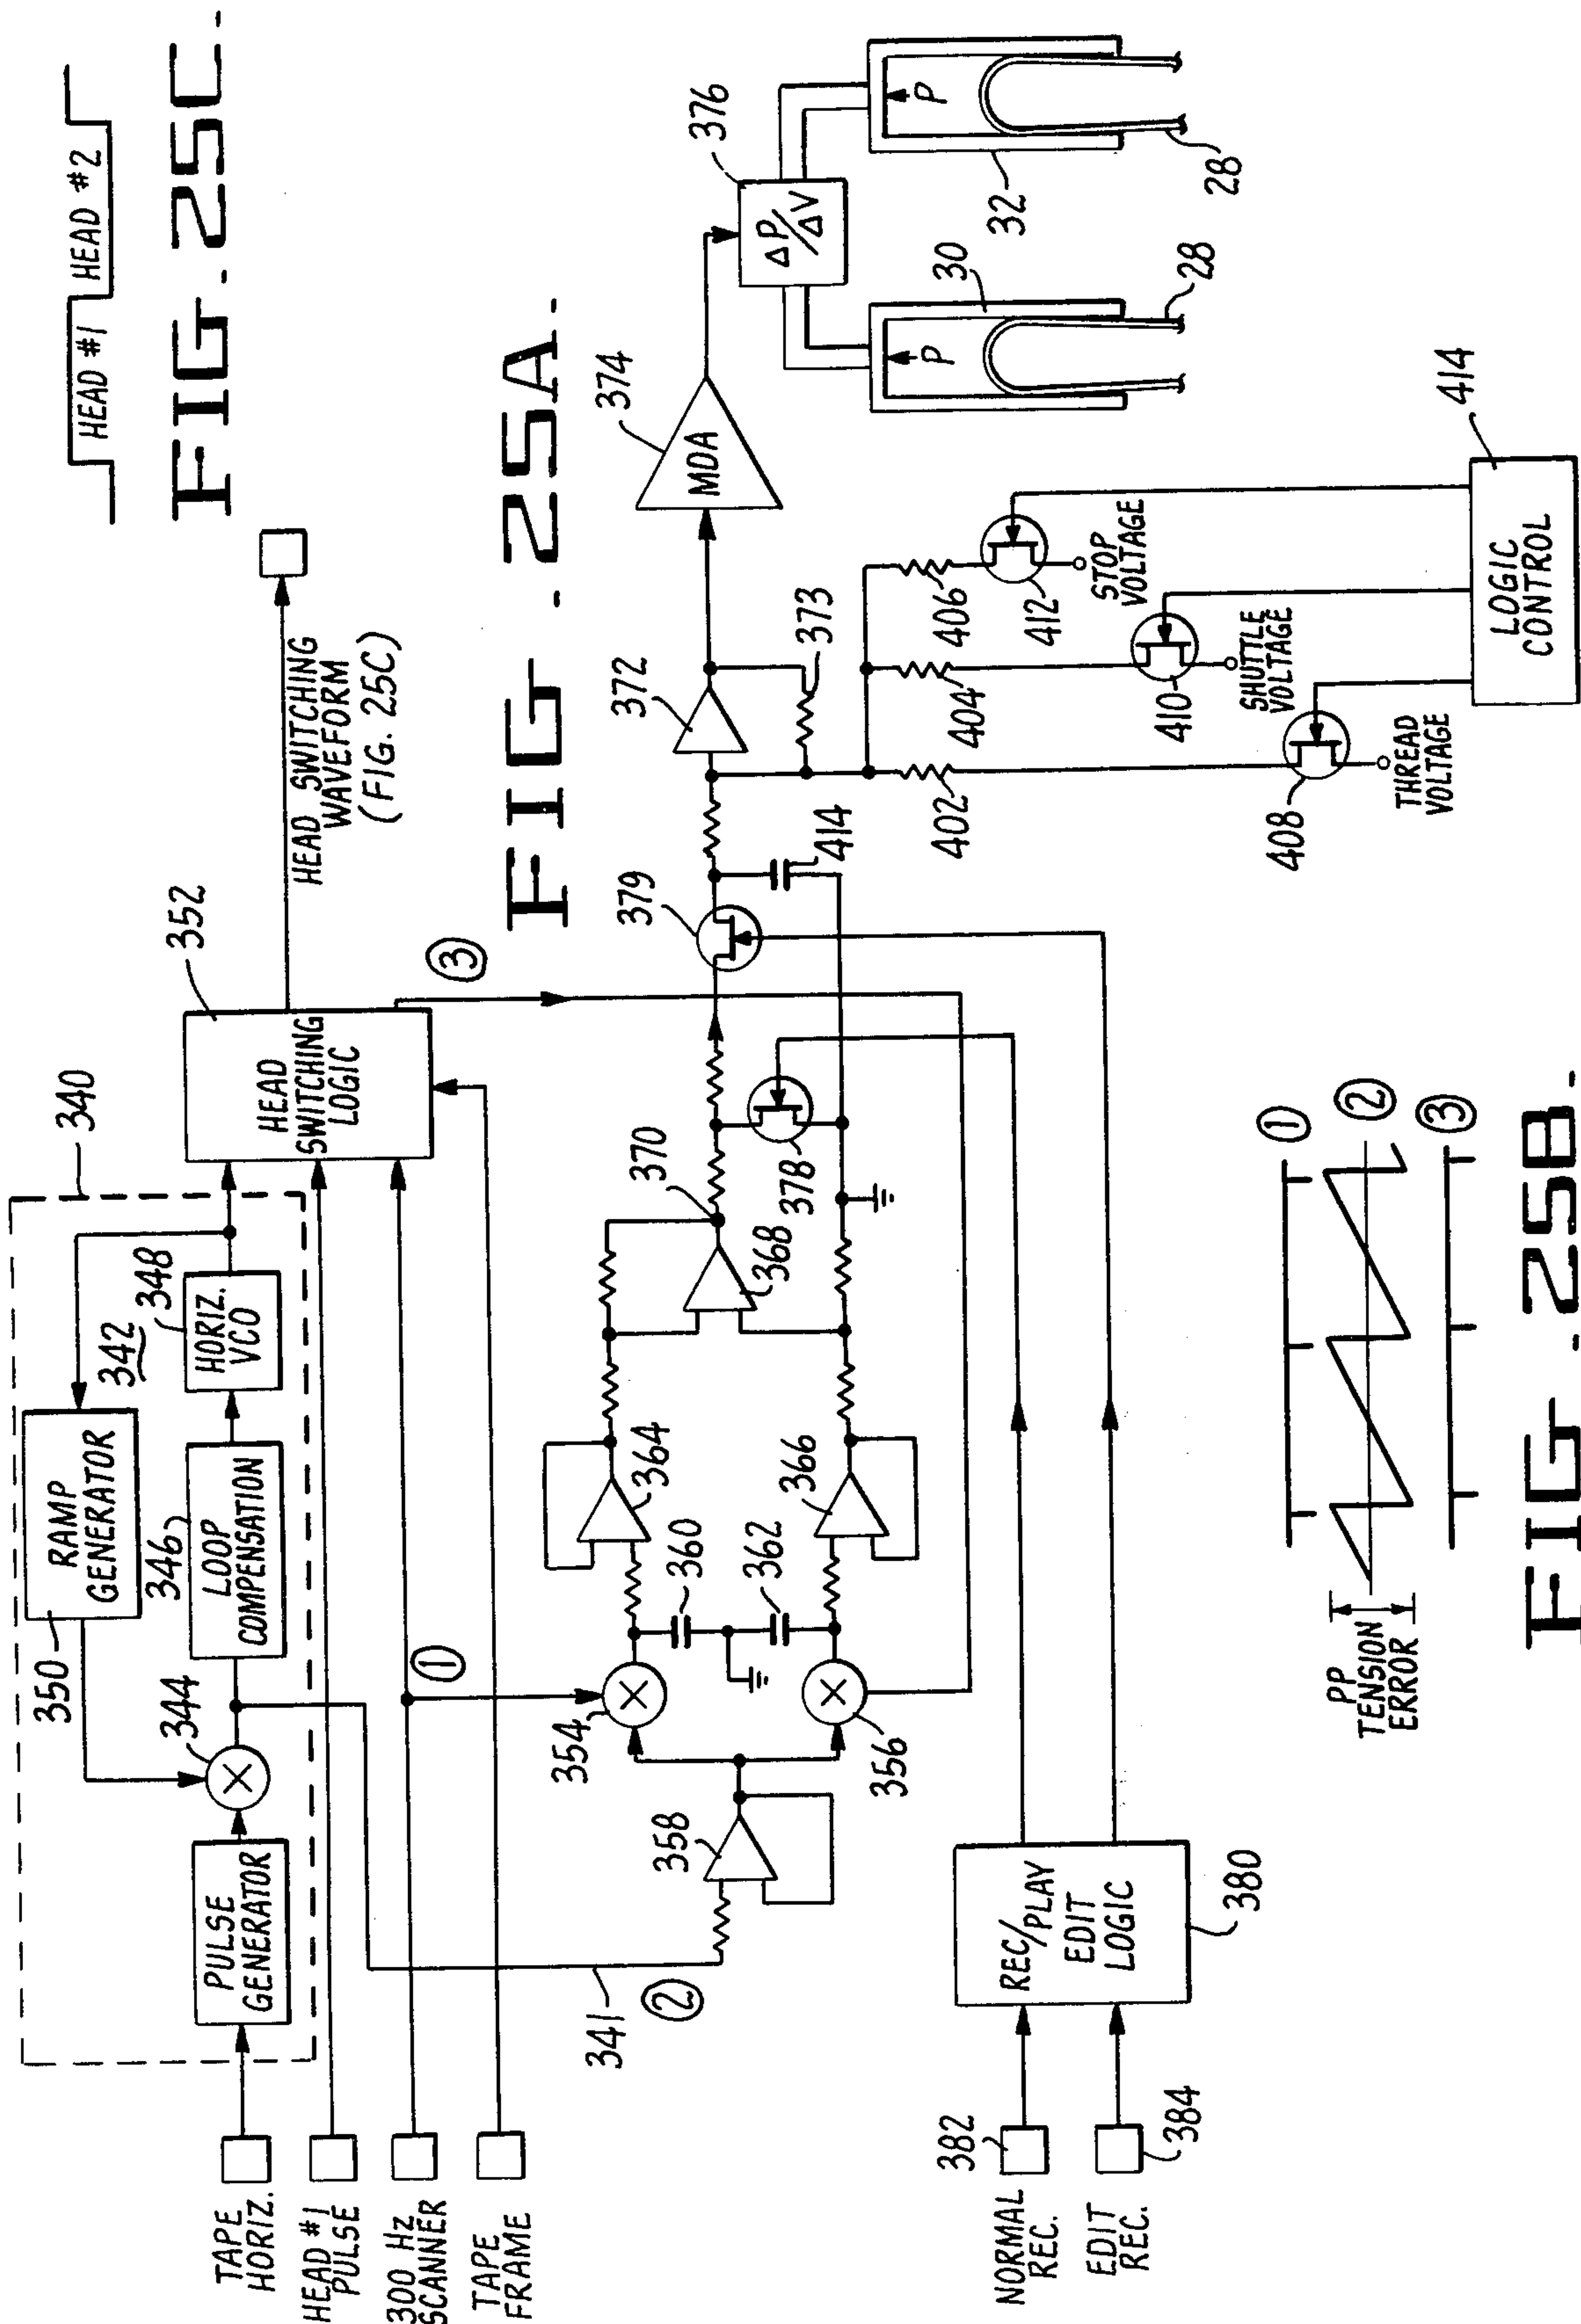 FIG. 25C.
HEAD #1
HEAD #2
FIG. 25A.
340
342
350
RAMP
GENERATOR
344
346
LOOP
COMPENSATION
348
HORIZ.
VCO
PULSE
GENERATOR
352
HEAD
SWITCHING
LOGIC
HEAD SWITCHING
WAVEFORM
(FIG. 25C)
TAPE
HORIZ.
HEAD #1
PULSE
300 Hz
SCANNER
TAPE
FRAME
①
②
③
341
354
356
358
360
362
364
366
368
370
378
379
414
372
373
374
MDA
376
ΔP/ΔV
30
32
P
P
28
28
402
404
406
408
410
412
THREAD
VOLTAGE
SHUTTLE
VOLTAGE
STOP
VOLTAGE
LOGIC
CONTROL
414
NORMAL
REC.
382
EDIT
REC.
384
REC/PLAY
EDIT
LOGIC
380
PP
TENSION
ERROR
①
②
③
FIG. 25B.